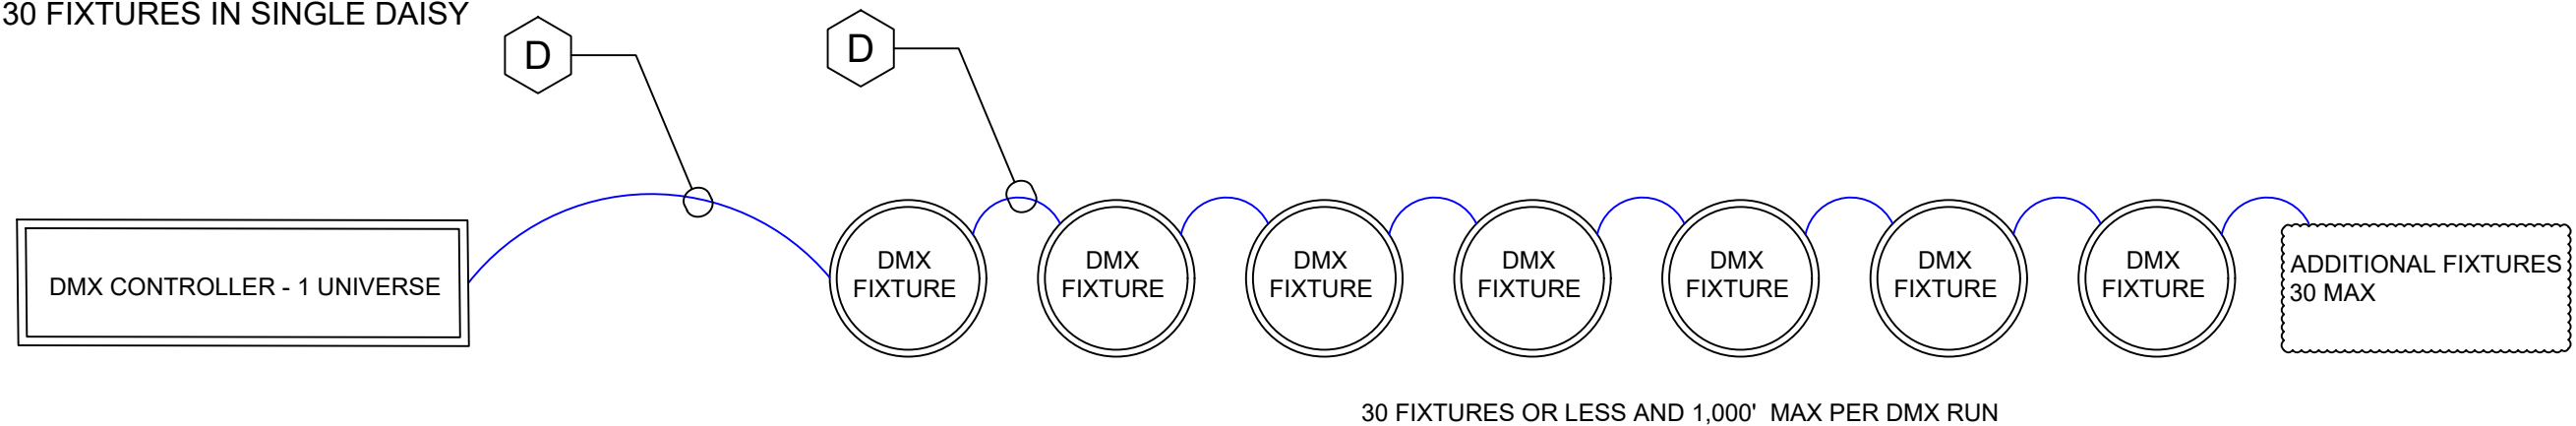 30 FIXTURES IN SINGLE DAISY
D
D
DMX CONTROLLER - 1 UNIVERSE
DMX
FIXTURE
DMX
FIXTURE
DMX
FIXTURE
DMX
FIXTURE
DMX
FIXTURE
DMX
FIXTURE
DMX
FIXTURE
ADDITIONAL FIXTURES
30 MAX
30 FIXTURES OR LESS AND 1,000' MAX PER DMX RUN